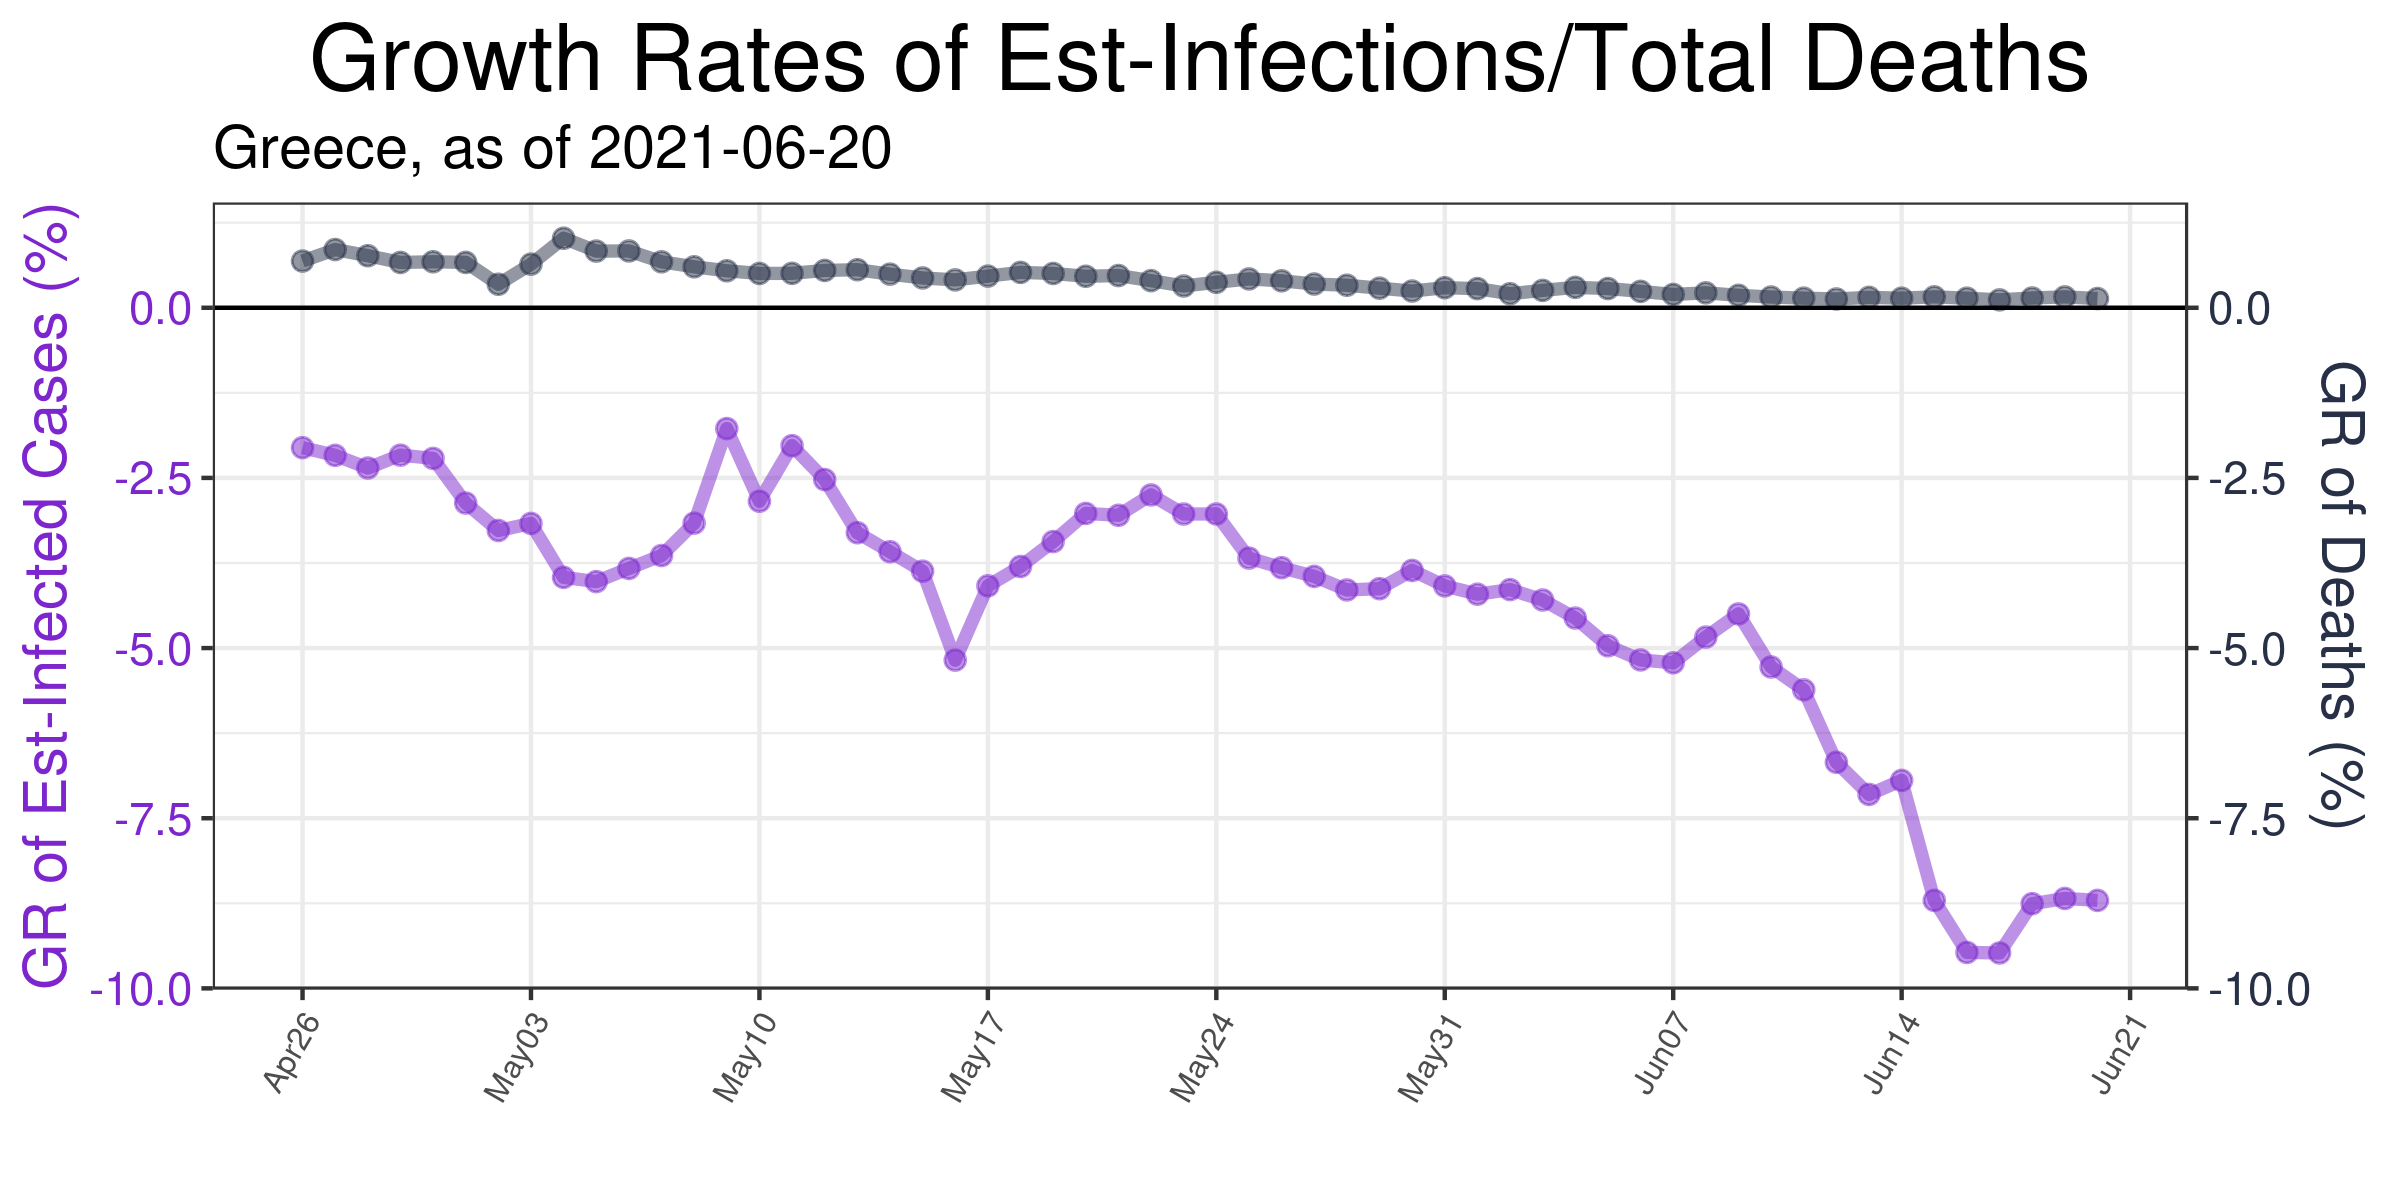 Growth Rates of Est-Infections/Total Deaths
Greece, as of 2021-06-20
GR of Est-Infected Cases (%)
0.0
-2.5
-5.0
-7.5
-10.0
0.0
-2.5
-5.0
-7.5
-10.0
GR of Deaths (%)
Apr26
May03
May10
May17
May24
May31
Jun07
Jun14
Jun21